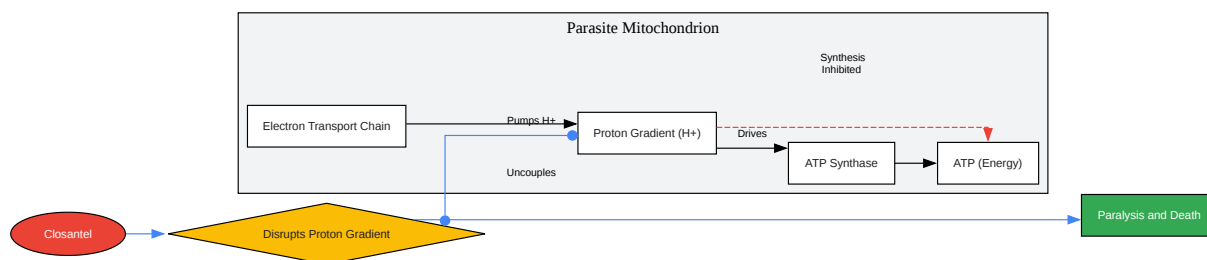 Parasite Mitochondrion
Synthesis
Inhibited
Electron Transport Chain
Pumps H+
Proton Gradient (H+)
Drives
ATP Synthase
ATP (Energy)
Uncouples
Closantel
Disrupts Proton Gradient
Paralysis and Death